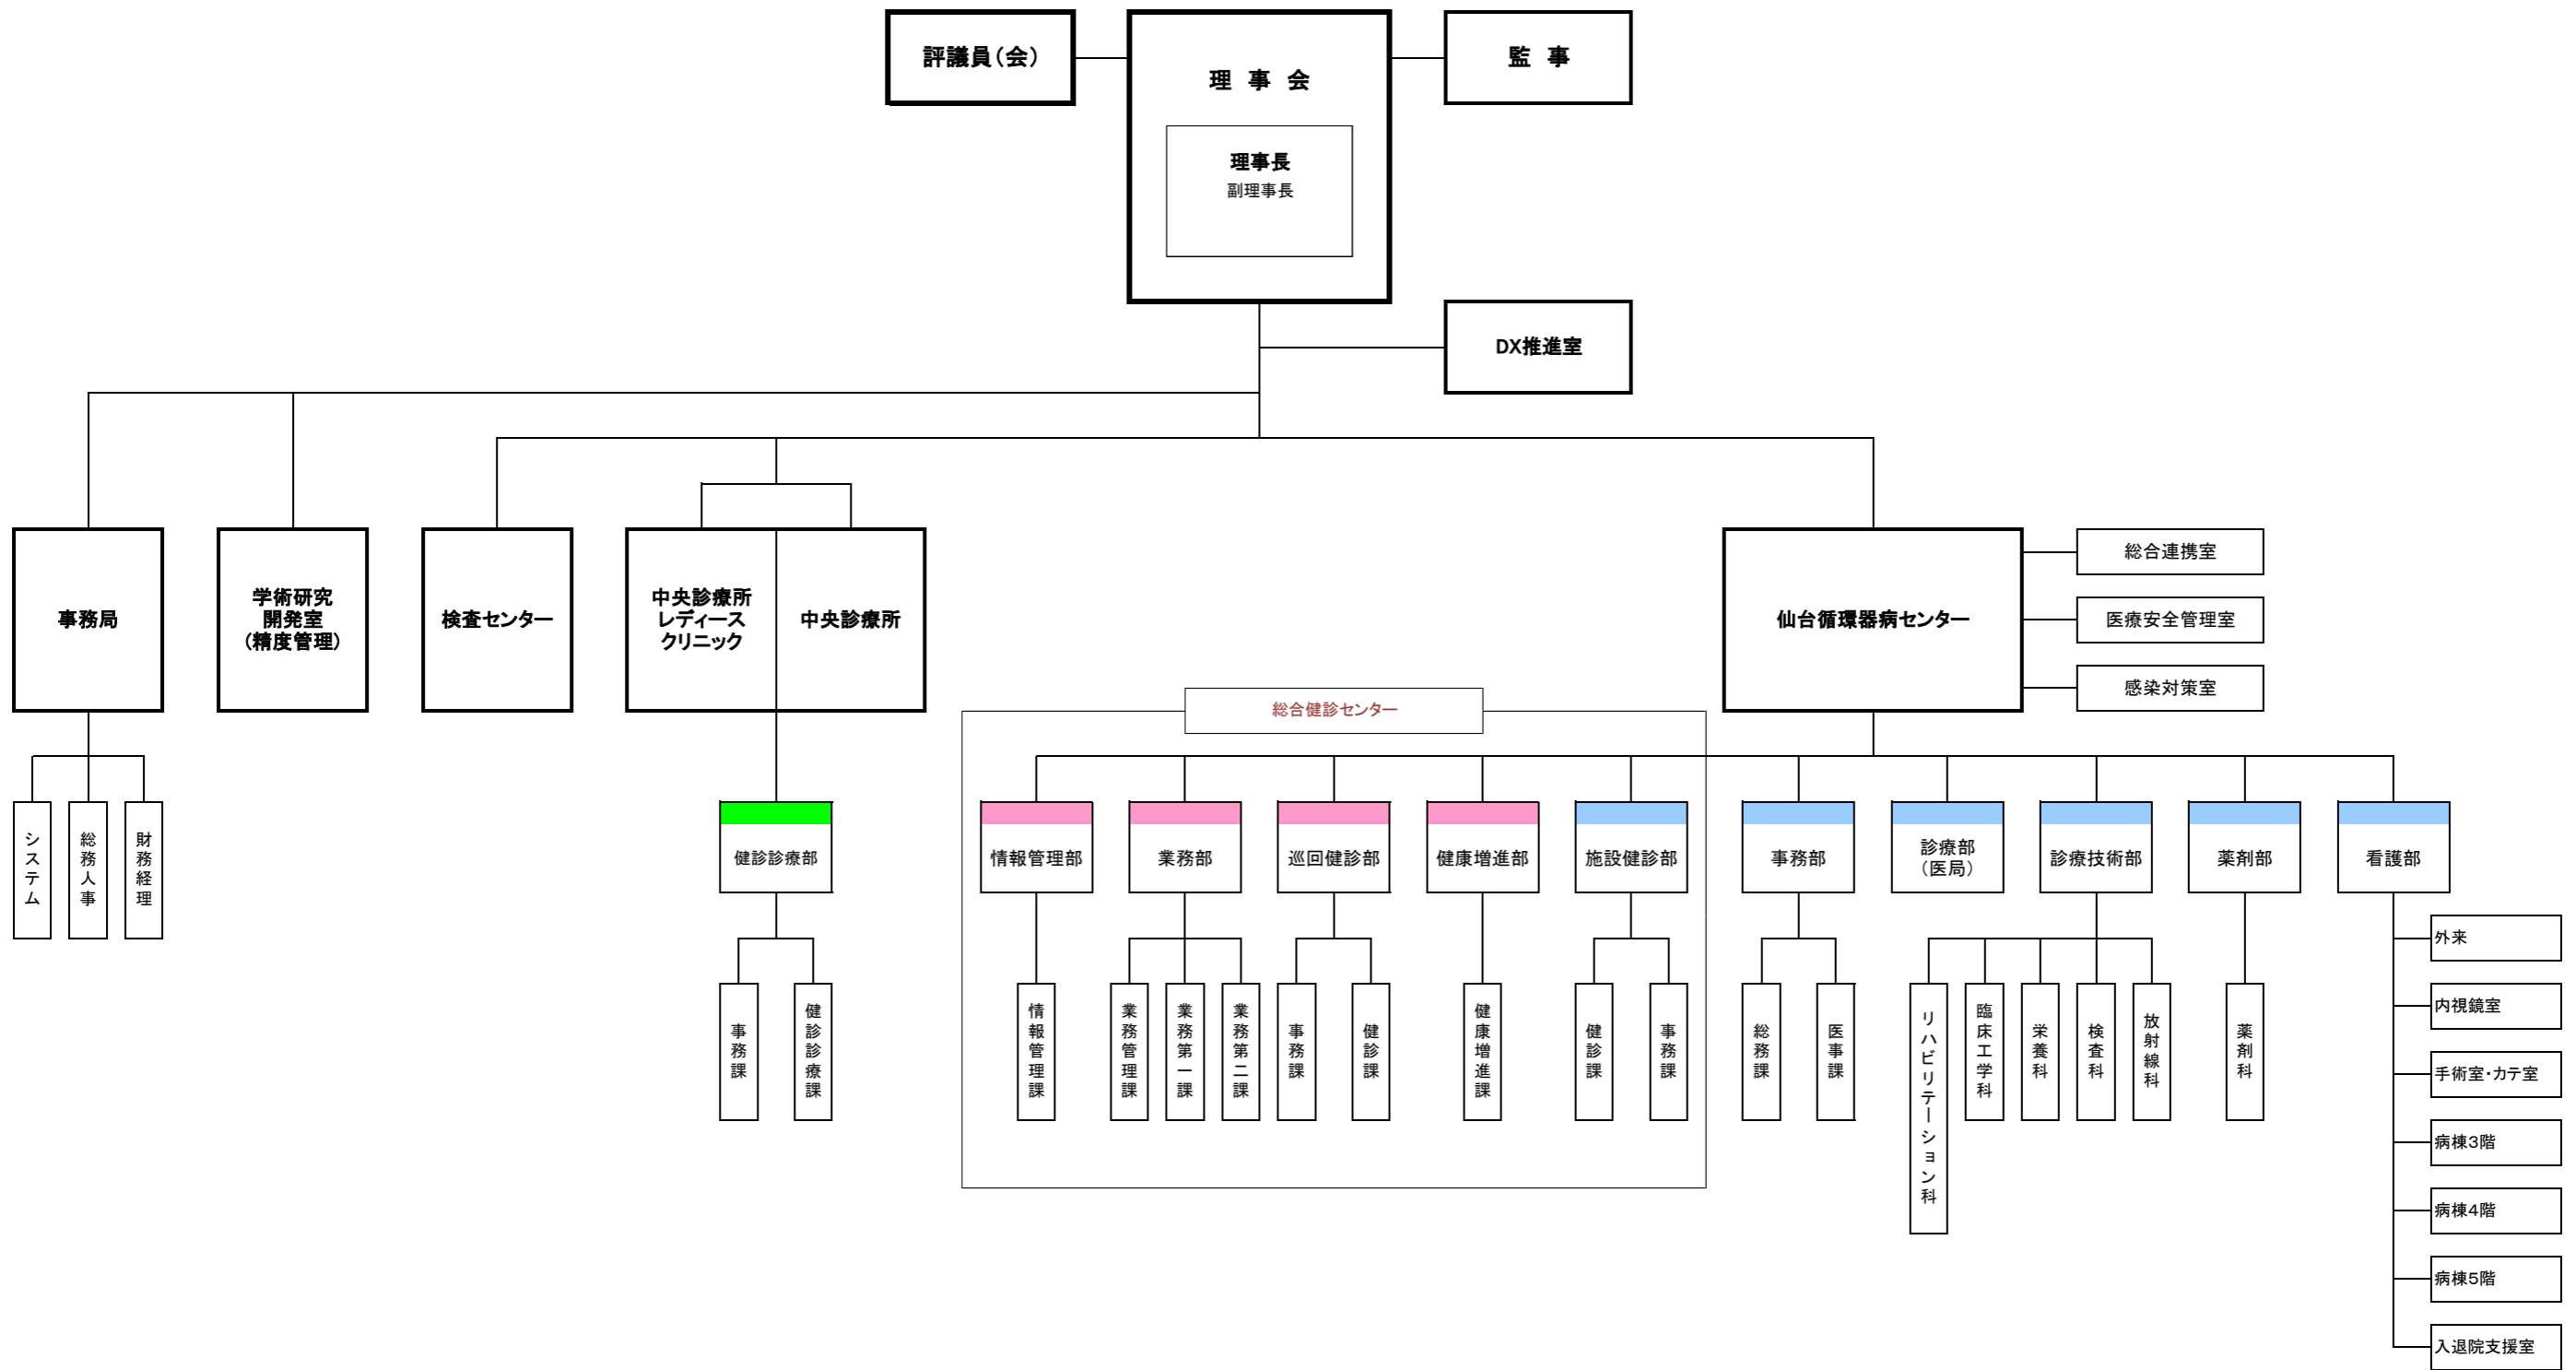 評議員（会）
理 事 会
監 事
理事長
副理事長
DX推進室
事務局
学術研究
開発室
（精度管理）
検査センター
中央診療所
レディース
クリニック
中央診療所
仙台循環器病センター
総合連携室
医療安全管理室
感染対策室
総合健診センター
システム
総務人事
財務経理
健診診療部
情報管理部
業務部
巡回健診部
健康増進部
施設健診部
事務部
診療部
（医局）
診療技術部
薬剤部
看護部
事務課
健診診療課
情報管理課
業務管理課
業務第一課
業務第二課
事務課
健診課
健康増進課
健診課
事務課
総務課
医事課
リハビリテーション科
臨床工学科
栄養科
検査科
放射線科
薬剤科
外来
内視鏡室
手術室・カテ室
病棟3階
病棟4階
病棟5階
入退院支援室